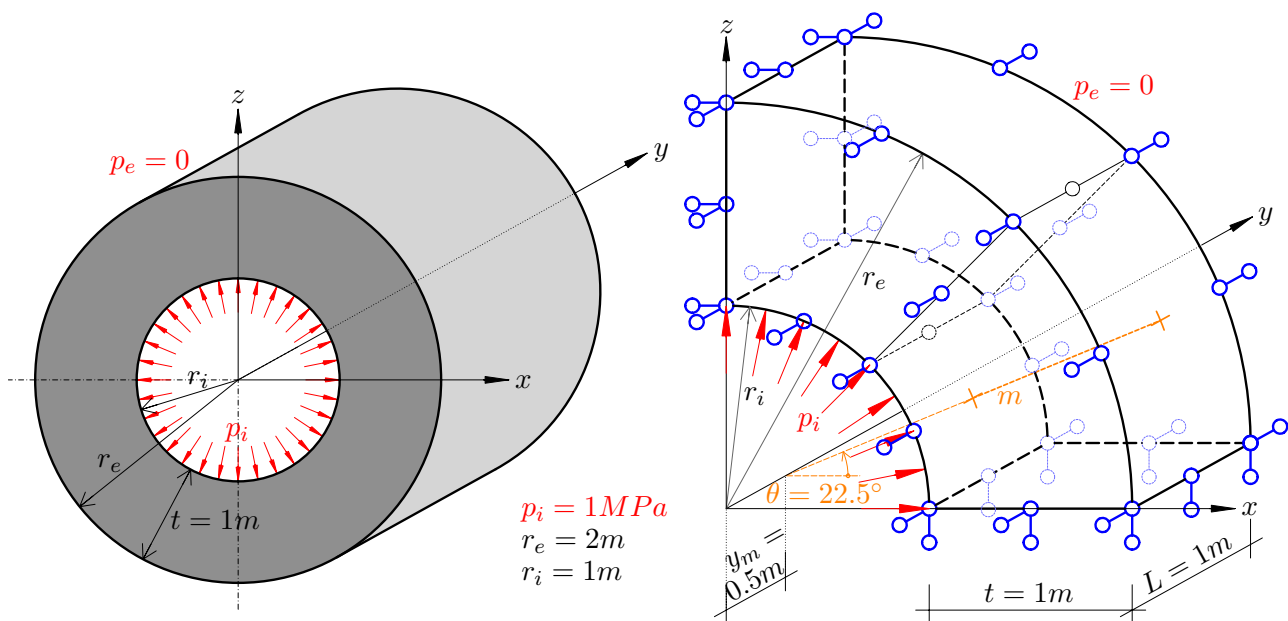 z
y
p_e = 0
x
r_i
p_i
r_e
t = 1m
p_i = 1MPa
r_e = 2m
r_i = 1m
z
p_e = 0
y
r_e
r_i
p_i
m
θ = 22.5°
x
y_m =
0.5m
t = 1m
L = 1m